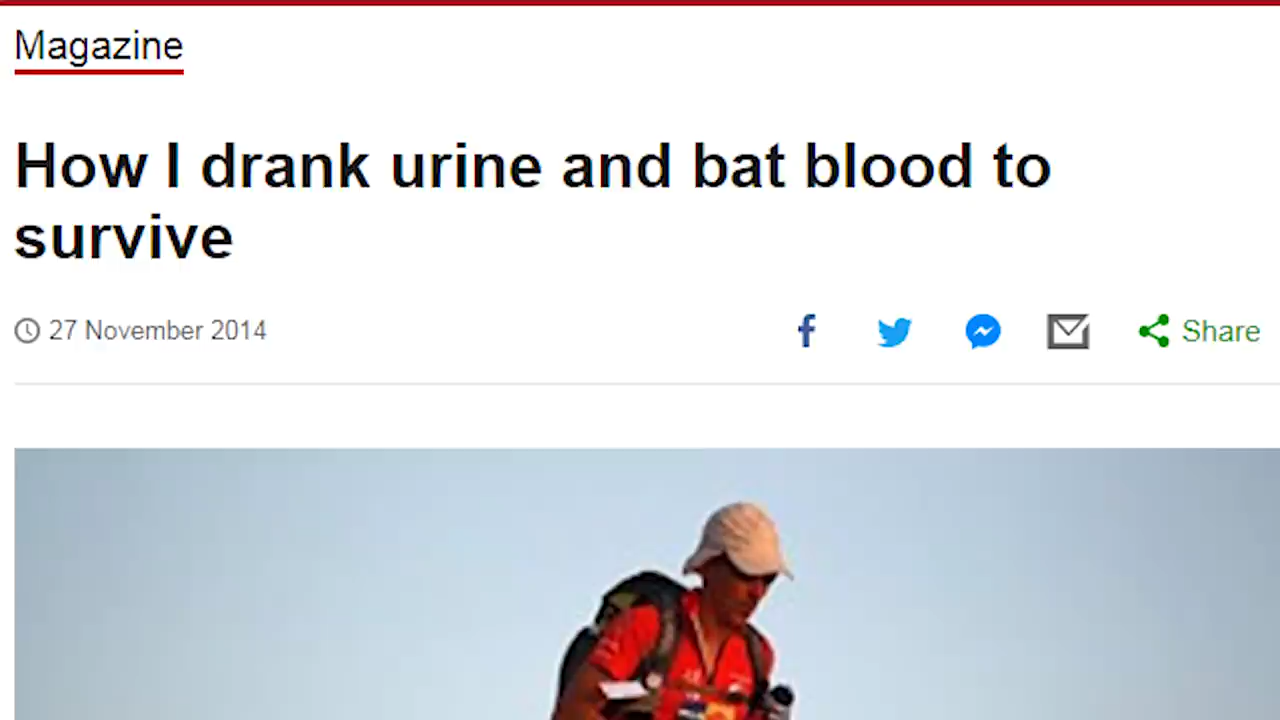 Magazine
How I drank urine and bat blood to
survive
27 November 2014
Share